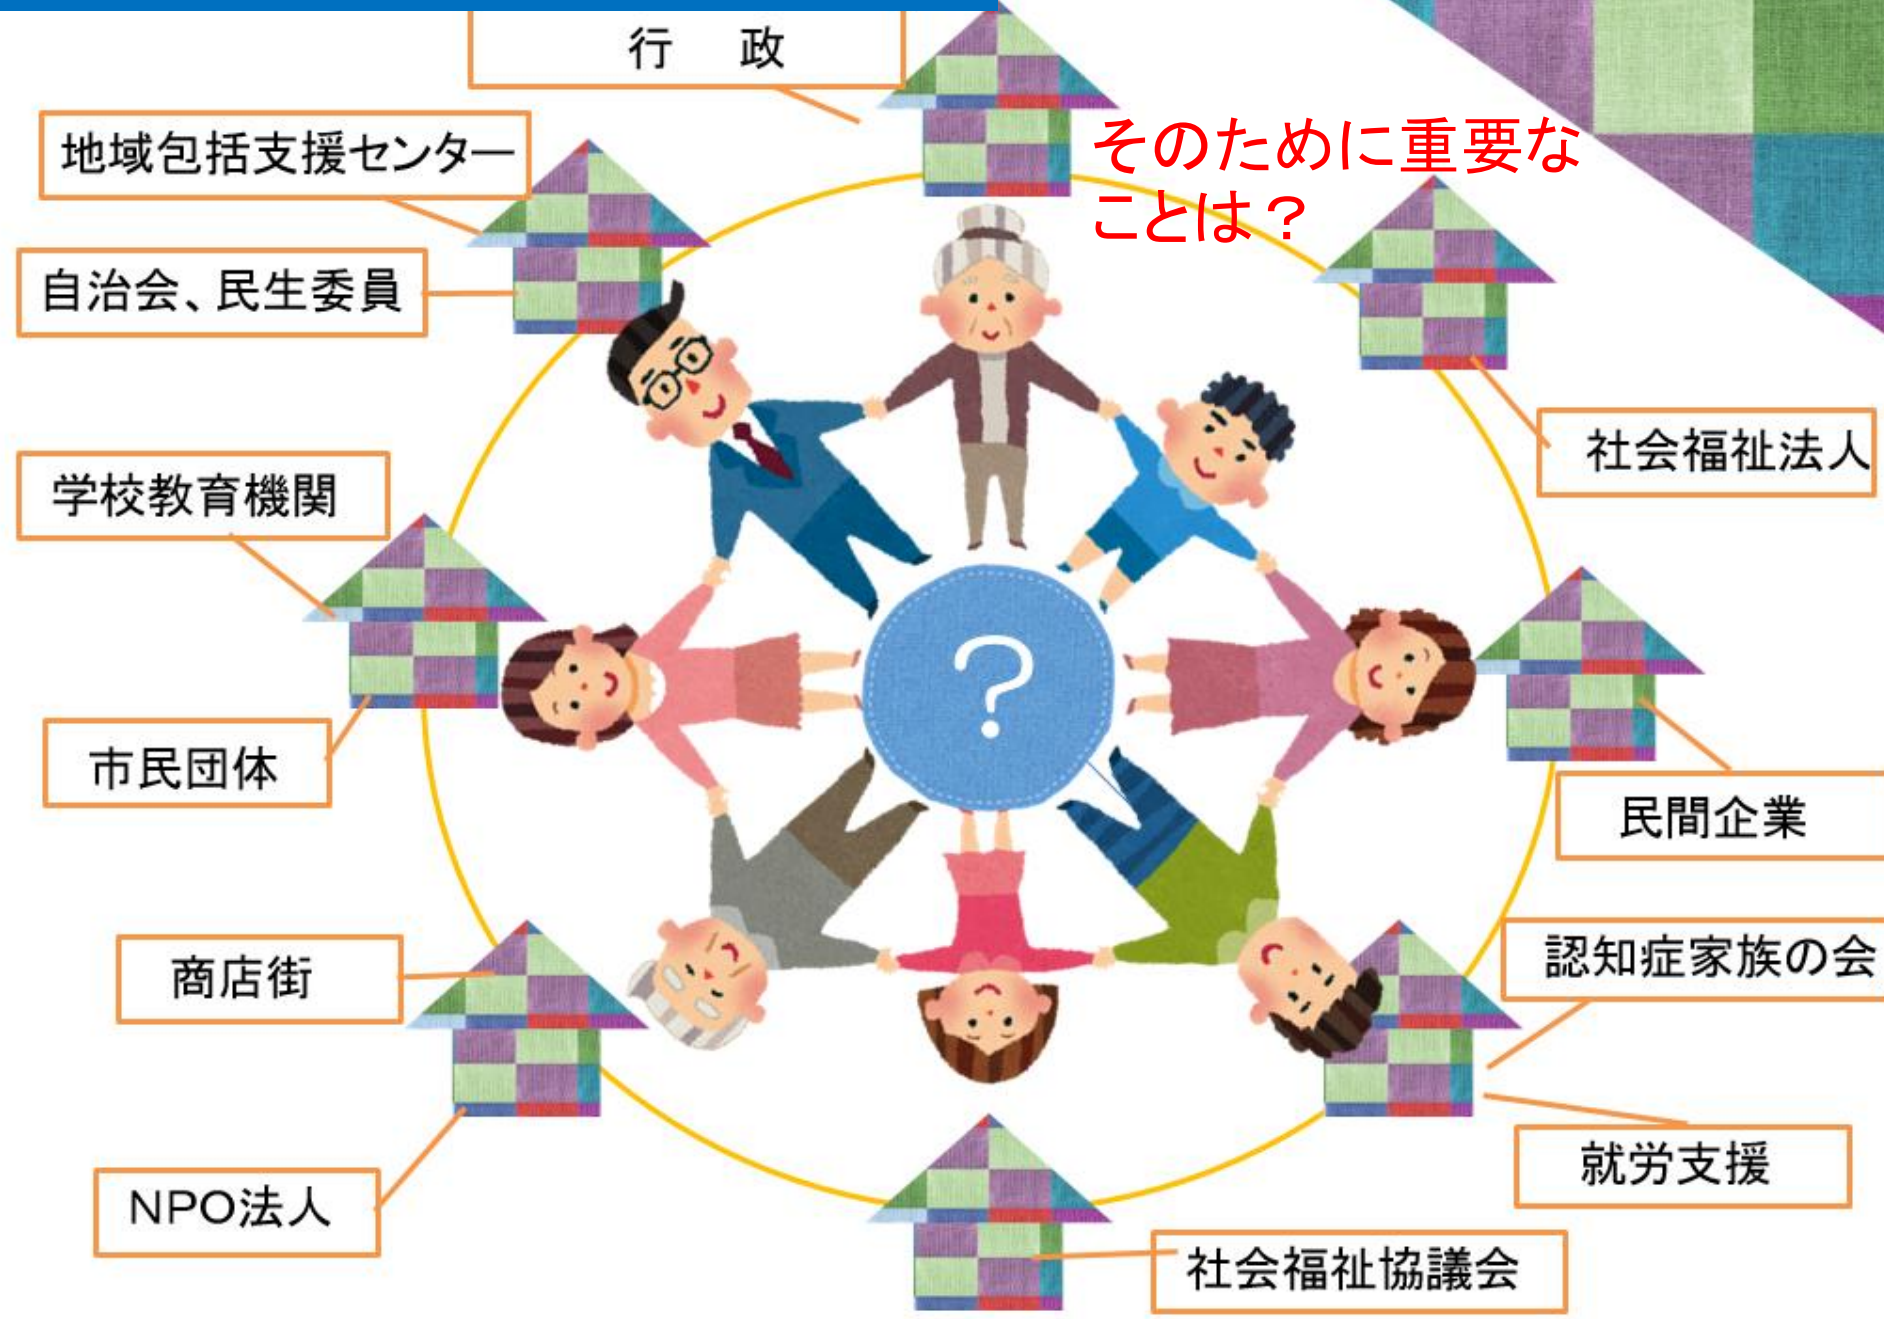 行　政
地域包括支援センター
そのために重要な
ことは？
自治会、民生委員
社会福祉法人
学校教育機関
？
市民団体
民間企業
商店街
認知症家族の会
就労支援
NPO法人
社会福祉協議会